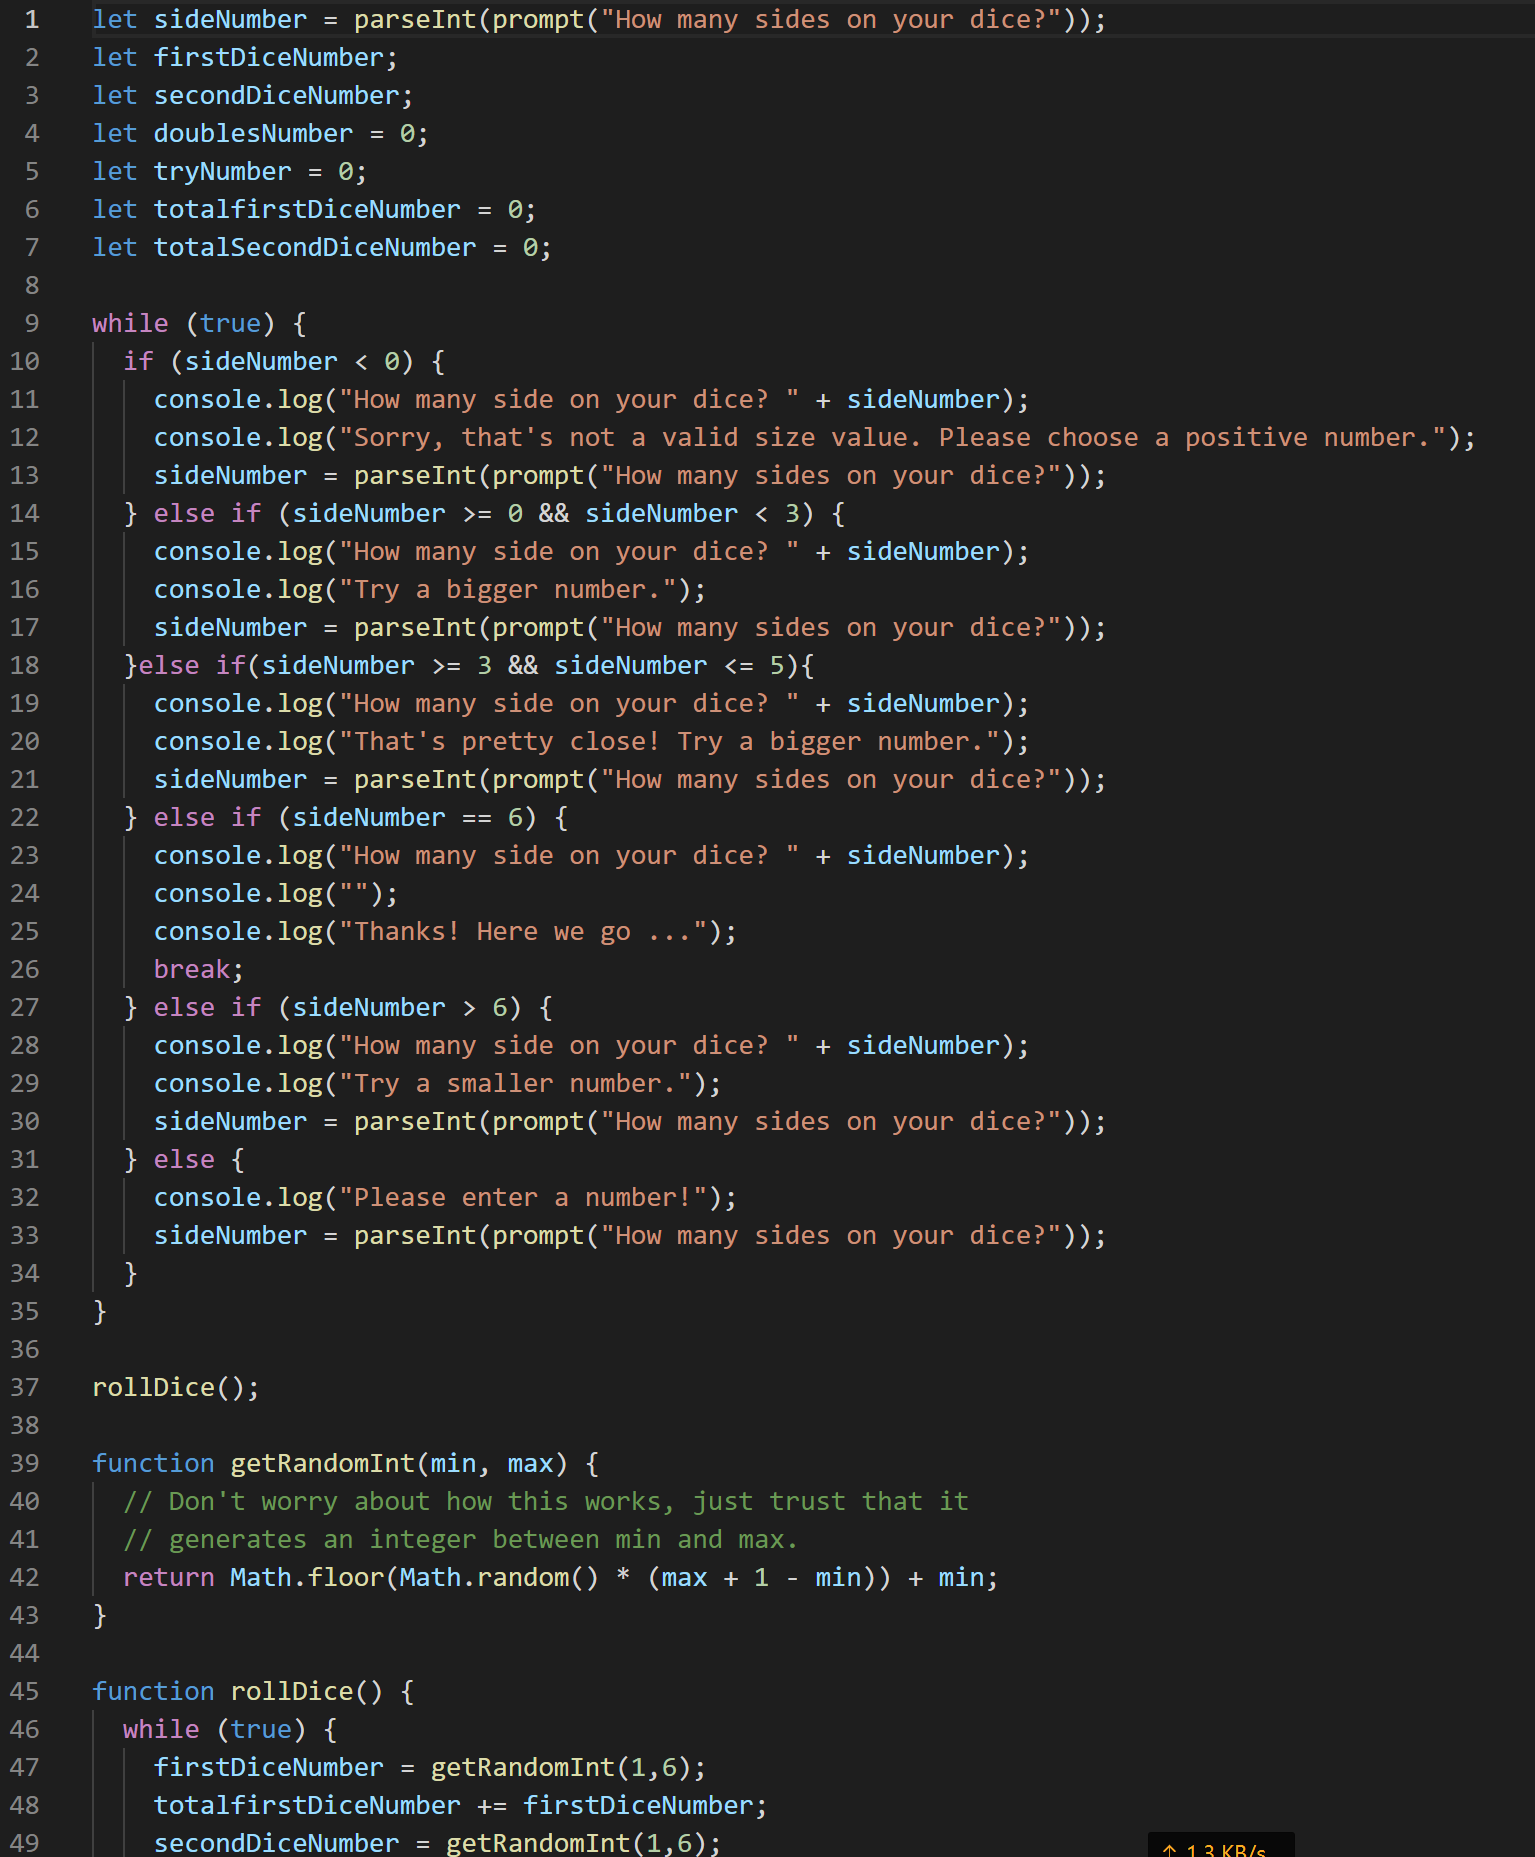 1 let sideNumber = parseInt(prompt("How many sides on your dice?"));
2 let firstDiceNumber;
3 let secondDiceNumber;
4 let doublesNumber = 0;
5 let tryNumber = 0;
6 let totalfirstDiceNumber = 0;
7 let totalSecondDiceNumber = 0;
8
9 while (true) {
10   if (sideNumber < 0) {
11     console.log("How many side on your dice? " + sideNumber);
12     console.log("Sorry, that's not a valid size value. Please choose a positive number.");
13     sideNumber = parseInt(prompt("How many sides on your dice?"));
14   } else if (sideNumber >= 0 && sideNumber < 3) {
15     console.log("How many side on your dice? " + sideNumber);
16     console.log("Try a bigger number.");
17     sideNumber = parseInt(prompt("How many sides on your dice?"));
18   }else if(sideNumber >= 3 && sideNumber <= 5){
19     console.log("How many side on your dice? " + sideNumber);
20     console.log("That's pretty close! Try a bigger number.");
21     sideNumber = parseInt(prompt("How many sides on your dice?"));
22   } else if (sideNumber == 6) {
23     console.log("How many side on your dice? " + sideNumber);
24     console.log("");
25     console.log("Thanks! Here we go ...");
26     break;
27   } else if (sideNumber > 6) {
28     console.log("How many side on your dice? " + sideNumber);
29     console.log("Try a smaller number.");
30     sideNumber = parseInt(prompt("How many sides on your dice?"));
31   } else {
32     console.log("Please enter a number!");
33     sideNumber = parseInt(prompt("How many sides on your dice?"));
34   }
35 }
36
37 rollDice();
38
39 function getRandomInt(min, max) {
40   // Don't worry about how this works, just trust that it
41   // generates an integer between min and max.
42   return Math.floor(Math.random() * (max + 1 - min)) + min;
43 }
44
45 function rollDice() {
46   while (true) {
47     firstDiceNumber = getRandomInt(1,6);
48     totalfirstDiceNumber += firstDiceNumber;
49     secondDiceNumber = getRandomInt(1,6);
↑ 1.3 KB/s